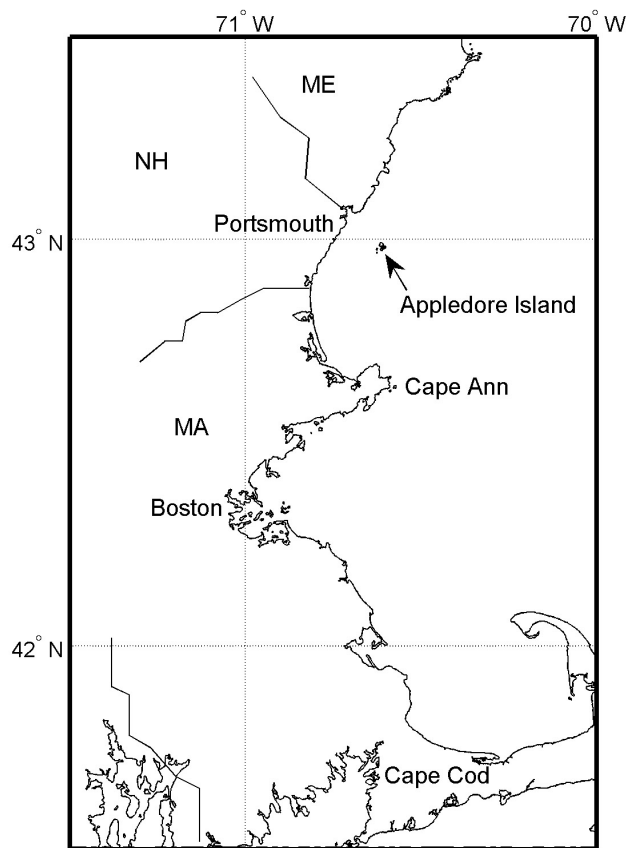 71° W
70° W
ME
NH
Portsmouth
43° N
Appledore Island
Cape Ann
MA
Boston
42° N
Cape Cod